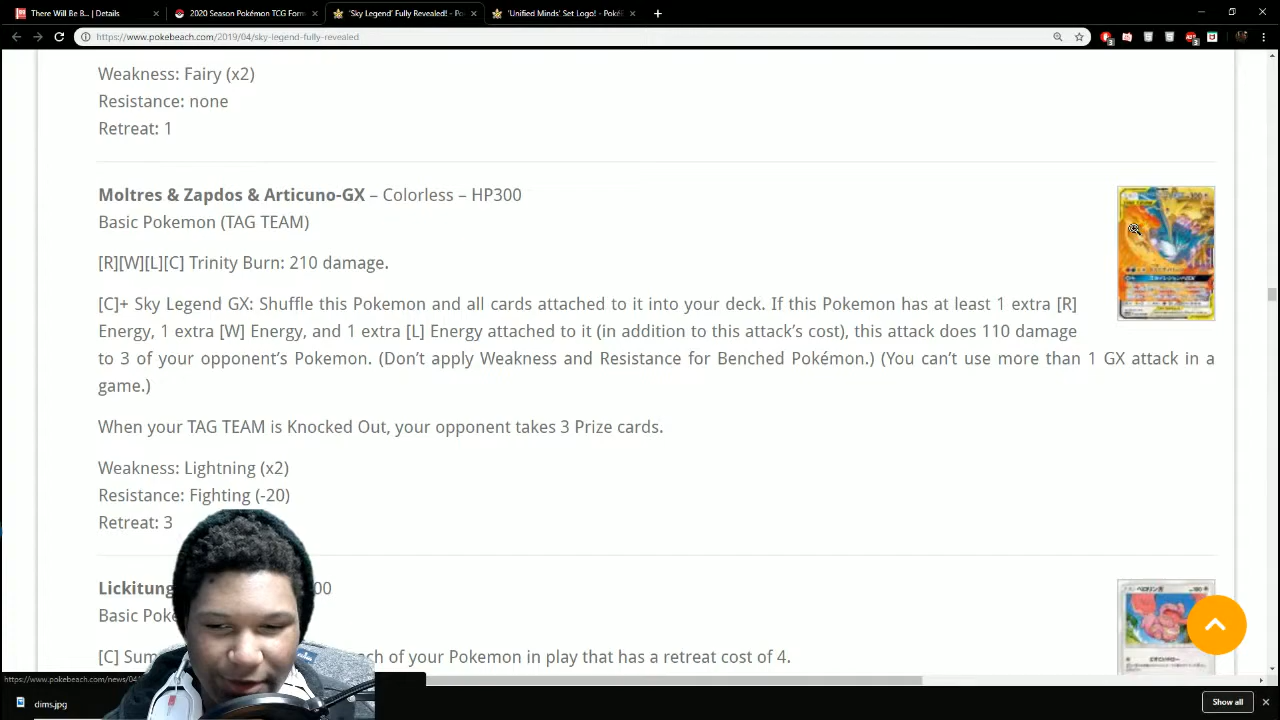 There Will Be B... | Details
2020 Season Pokémon TCG Form
'Sky Legend' Fully Revealed! - Po
'Unified Minds' Set Logo! - Poké
https://www.pokebeach.com/2019/04/sky-legend-fully-revealed
Weakness: Fairy (x2)
Resistance: none
Retreat: 1
Moltres & Zapdos & Articuno-GX – Colorless – HP300
Basic Pokemon (TAG TEAM)
[R][W][L][C] Trinity Burn: 210 damage.
[C]+ Sky Legend GX: Shuffle this Pokemon and all cards attached to it into your deck. If this Pokemon has at least 1 extra [R]
Energy, 1 extra [W] Energy, and 1 extra [L] Energy attached to it (in addition to this attack's cost), this attack does 110 damage
to 3 of your opponent's Pokemon. (Don't apply Weakness and Resistance for Benched Pokémon.) (You can't use more than 1 GX attack in a
game.)
When your TAG TEAM is Knocked Out, your opponent takes 3 Prize cards.
Weakness: Lightning (x2)
Resistance: Fighting (-20)
Retreat: 3
Lickitung 00
Basic Poke
[C] Sum ach of your Pokemon in play that has a retreat cost of 4.
https://www.pokebeach.com/news/04
dims.jpg
Show all